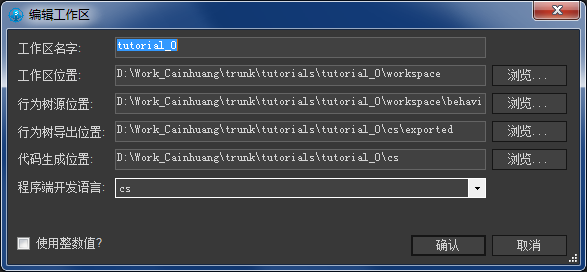 编辑工作区
工作区名字: tutorial_0
工作区位置: D:\Work_Cainhuang\trunk\tutorials\tutorial_0\workspace 浏览...
行为树源位置: D:\Work_Cainhuang\trunk\tutorials\tutorial_0\workspace\behavi 浏览...
行为树导出位置: D:\Work_Cainhuang\trunk\tutorials\tutorial_0\cs\exported 浏览...
代码生成位置: D:\Work_Cainhuang\trunk\tutorials\tutorial_0\cs 浏览...
程序端开发语言: cs
使用整数值? 确认 取消